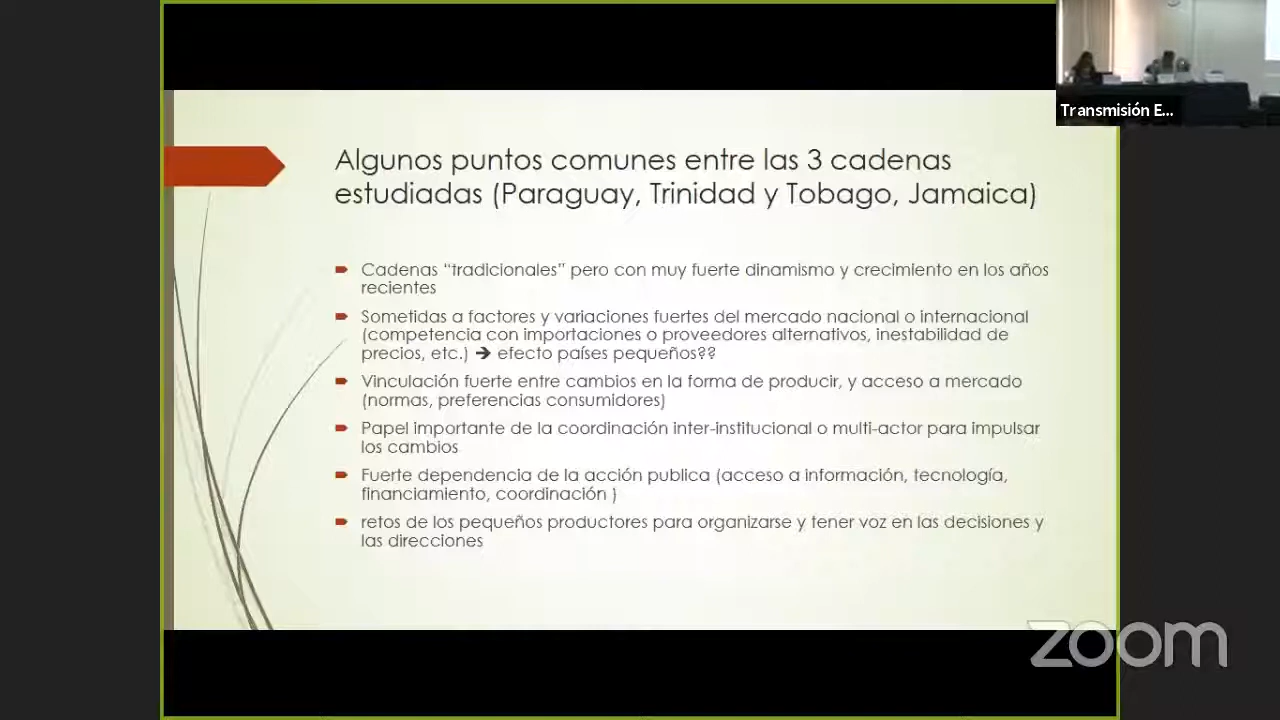 Transmisión E...
Algunos puntos comunes entre las 3 cadenas
estudiadas (Paraguay, Trinidad y Tobago, Jamaica)
Cadenas “tradicionales” pero con muy fuerte dinamismo y crecimiento en los años
recientes
Sometidas a factores y variaciones fuertes del mercado nacional o internacional
(competencia con importaciones o proveedores alternativos, inestabilidad de
precios, etc.) ➔ efecto países pequeños??
Vinculación fuerte entre cambios en la forma de producir, y acceso a mercado
(normas, preferencias consumidores)
Papel importante de la coordinación inter-institucional o multi-actor para impulsar
los cambios
Fuerte dependencia de la acción publica (acceso a información, tecnología,
financiamiento, coordinación )
retos de los pequeños productores para organizarse y tener voz en las decisiones y
las direcciones
zoom